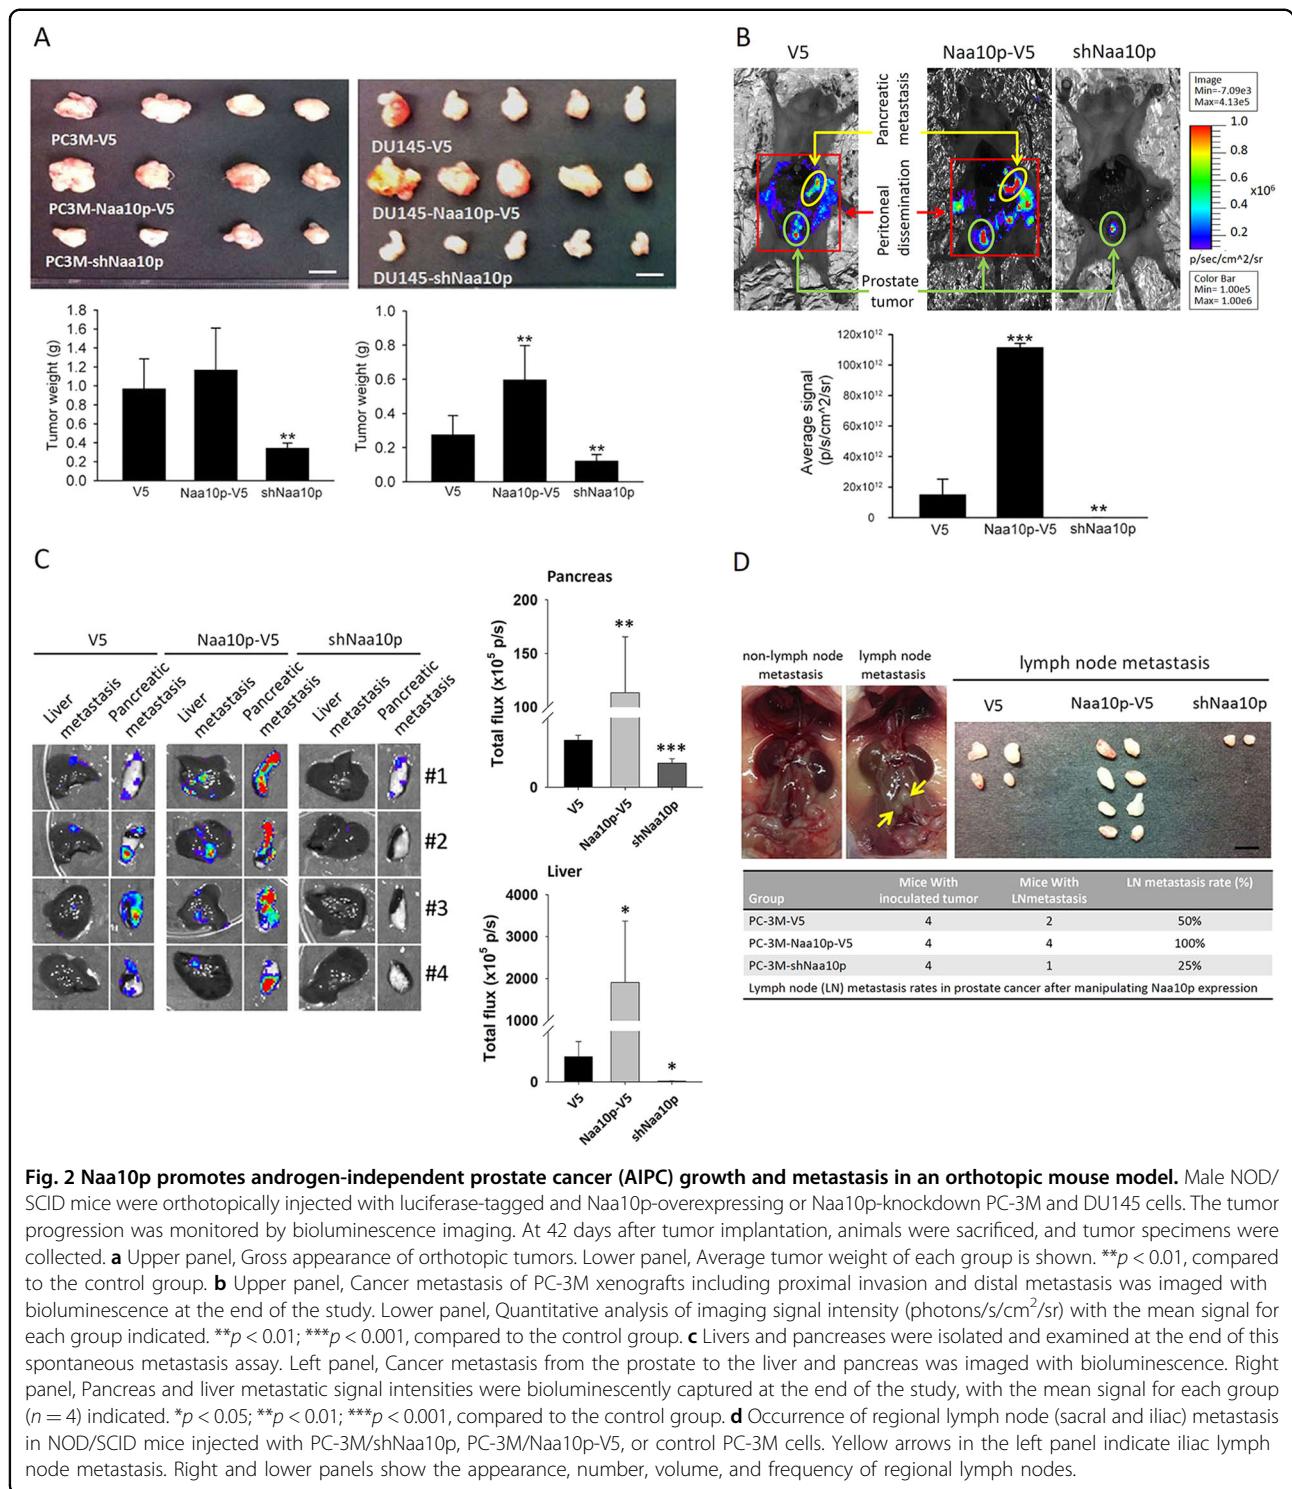 A
PC3M-V5
PC3M-Naa10p-V5
PC3M-shNaa10p
DU145-V5
DU145-Naa10p-V5
DU145-shNaa10p
Tumor weight (g)
1.8
1.6
1.4
1.2
1.0
0.8
0.6
0.4
0.2
0.0
**
V5 Naa10p-V5 shNaa10p
Tumor weight (g)
1.0
0.8
0.6
0.4
0.2
0.0
**
**
V5 Naa10p-V5 shNaa10p
B
V5 Naa10p-V5 shNaa10p
Pancreatic
metastasis
Peritoneal
dissemination
Prostate
tumor
Image
Min=-7.09e3
Max=4.13e5
1.0
0.8
0.6
x10⁶
0.4
0.2
p/sec/cm^2/sr
Color Bar
Min= 1.00e5
Max= 1.00e6
Average signal
(p/s/cm^2/sr)
120x10¹²
100x10¹²
80x10¹²
60x10¹²
40x10¹²
20x10¹²
0
***
**
V5 Naa10p-V5 shNaa10p
C
V5 Naa10p-V5 shNaa10p
Liver
metastasis
Pancreatic
metastasis
Liver
metastasis
Pancreatic
metastasis
Liver
metastasis
Pancreatic
metastasis
#1
#2
#3
#4
Pancreas
Total flux (x10⁵ p/s)
200
150
100
0
**
***
V5
Naa10p-V5
shNaa10p
Liver
Total flux (x10⁵ p/s)
4000
3000
2000
1000
0
*
*
V5
Naa10p-V5
shNaa10p
D
non-lymph node
metastasis
lymph node
metastasis
lymph node metastasis
V5 Naa10p-V5 shNaa10p
Group Mice With inoculated tumor Mice With LNmetastasis LN metastasis rate (%)
PC-3M-V5 4 2 50%
PC-3M-Naa10p-V5 4 4 100%
PC-3M-shNaa10p 4 1 25%
Lymph node (LN) metastasis rates in prostate cancer after manipulating Naa10p expression
Fig. 2 Naa10p promotes androgen-independent prostate cancer (AIPC) growth and metastasis in an orthotopic mouse model. Male NOD/
SCID mice were orthotopically injected with luciferase-tagged and Naa10p-overexpressing or Naa10p-knockdown PC-3M and DU145 cells. The tumor
progression was monitored by bioluminescence imaging. At 42 days after tumor implantation, animals were sacrificed, and tumor specimens were
collected. a Upper panel, Gross appearance of orthotopic tumors. Lower panel, Average tumor weight of each group is shown. **p < 0.01, compared
to the control group. b Upper panel, Cancer metastasis of PC-3M xenografts including proximal invasion and distal metastasis was imaged with
bioluminescence at the end of the study. Lower panel, Quantitative analysis of imaging signal intensity (photons/s/cm²/sr) with the mean signal for
each group indicated. **p < 0.01; ***p < 0.001, compared to the control group. c Livers and pancreases were isolated and examined at the end of this
spontaneous metastasis assay. Left panel, Cancer metastasis from the prostate to the liver and pancreas was imaged with bioluminescence. Right
panel, Pancreas and liver metastatic signal intensities were bioluminescently captured at the end of the study, with the mean signal for each group
(n = 4) indicated. *p < 0.05; **p < 0.01; ***p < 0.001, compared to the control group. d Occurrence of regional lymph node (sacral and iliac) metastasis
in NOD/SCID mice injected with PC-3M/shNaa10p, PC-3M/Naa10p-V5, or control PC-3M cells. Yellow arrows in the left panel indicate iliac lymph
node metastasis. Right and lower panels show the appearance, number, volume, and frequency of regional lymph nodes.